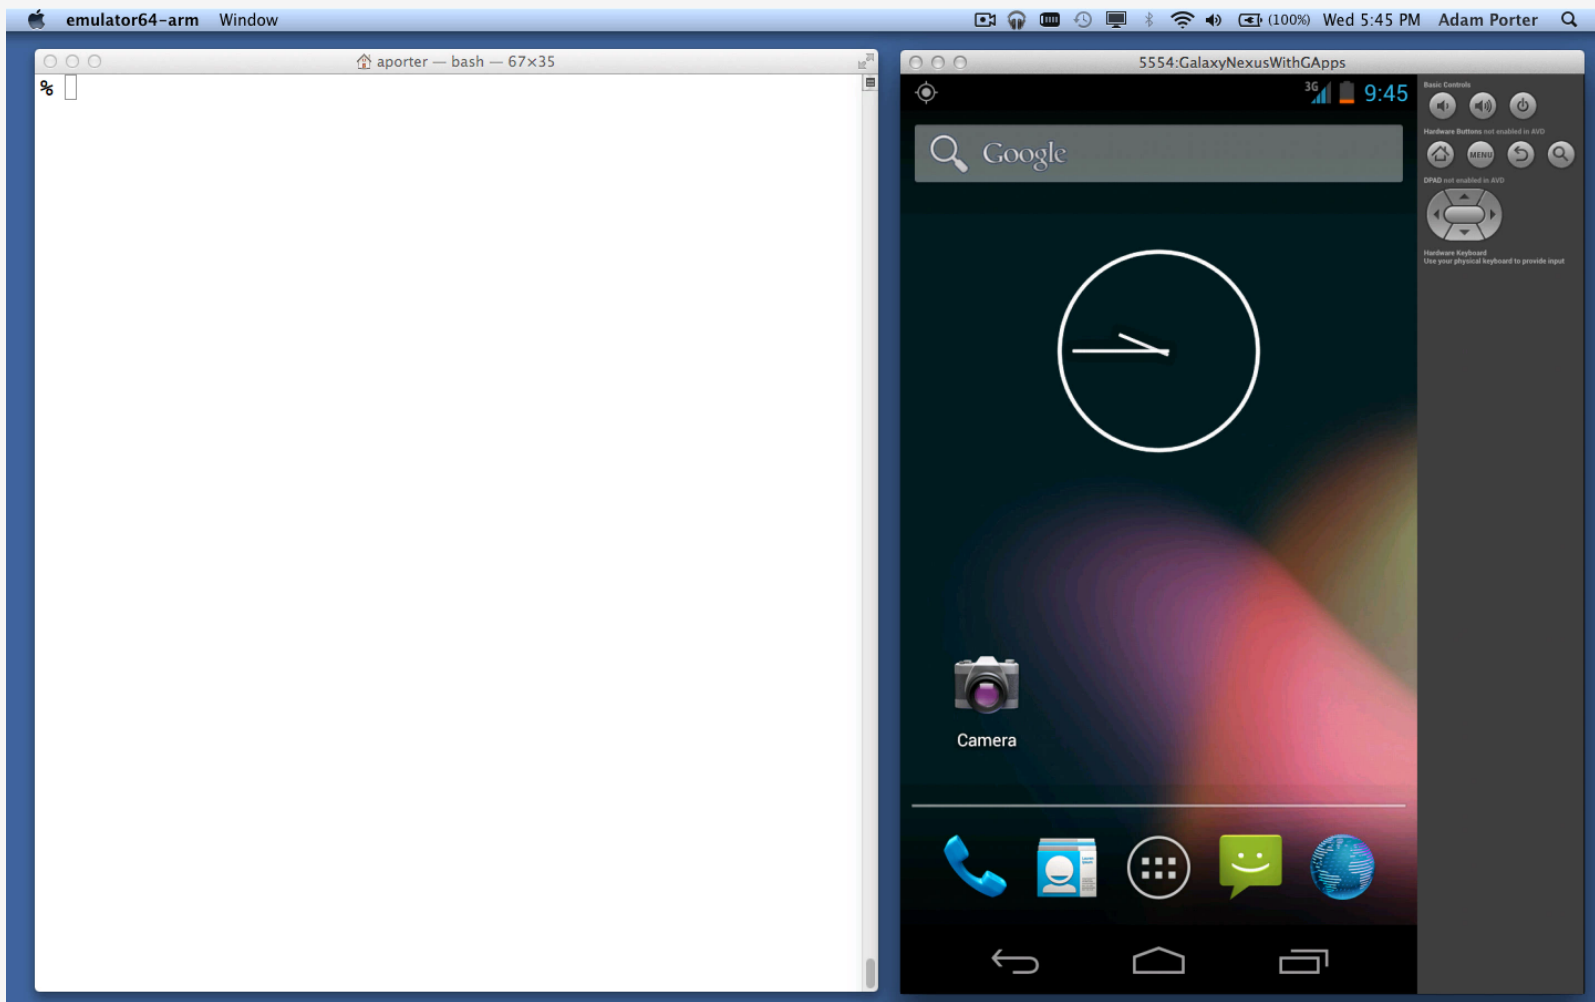 emulator64-arm Window (100%) Wed 5:45 PM Adam Porter
aporter — bash — 67×35
%
5554:GalaxyNexusWithGApps
3G 9:45
Google
Camera
Basic Controls
Hardware Buttons not enabled in AVD
MENU
DPAD not enabled in AVD
Hardware Keyboard
Use your physical keyboard to provide input